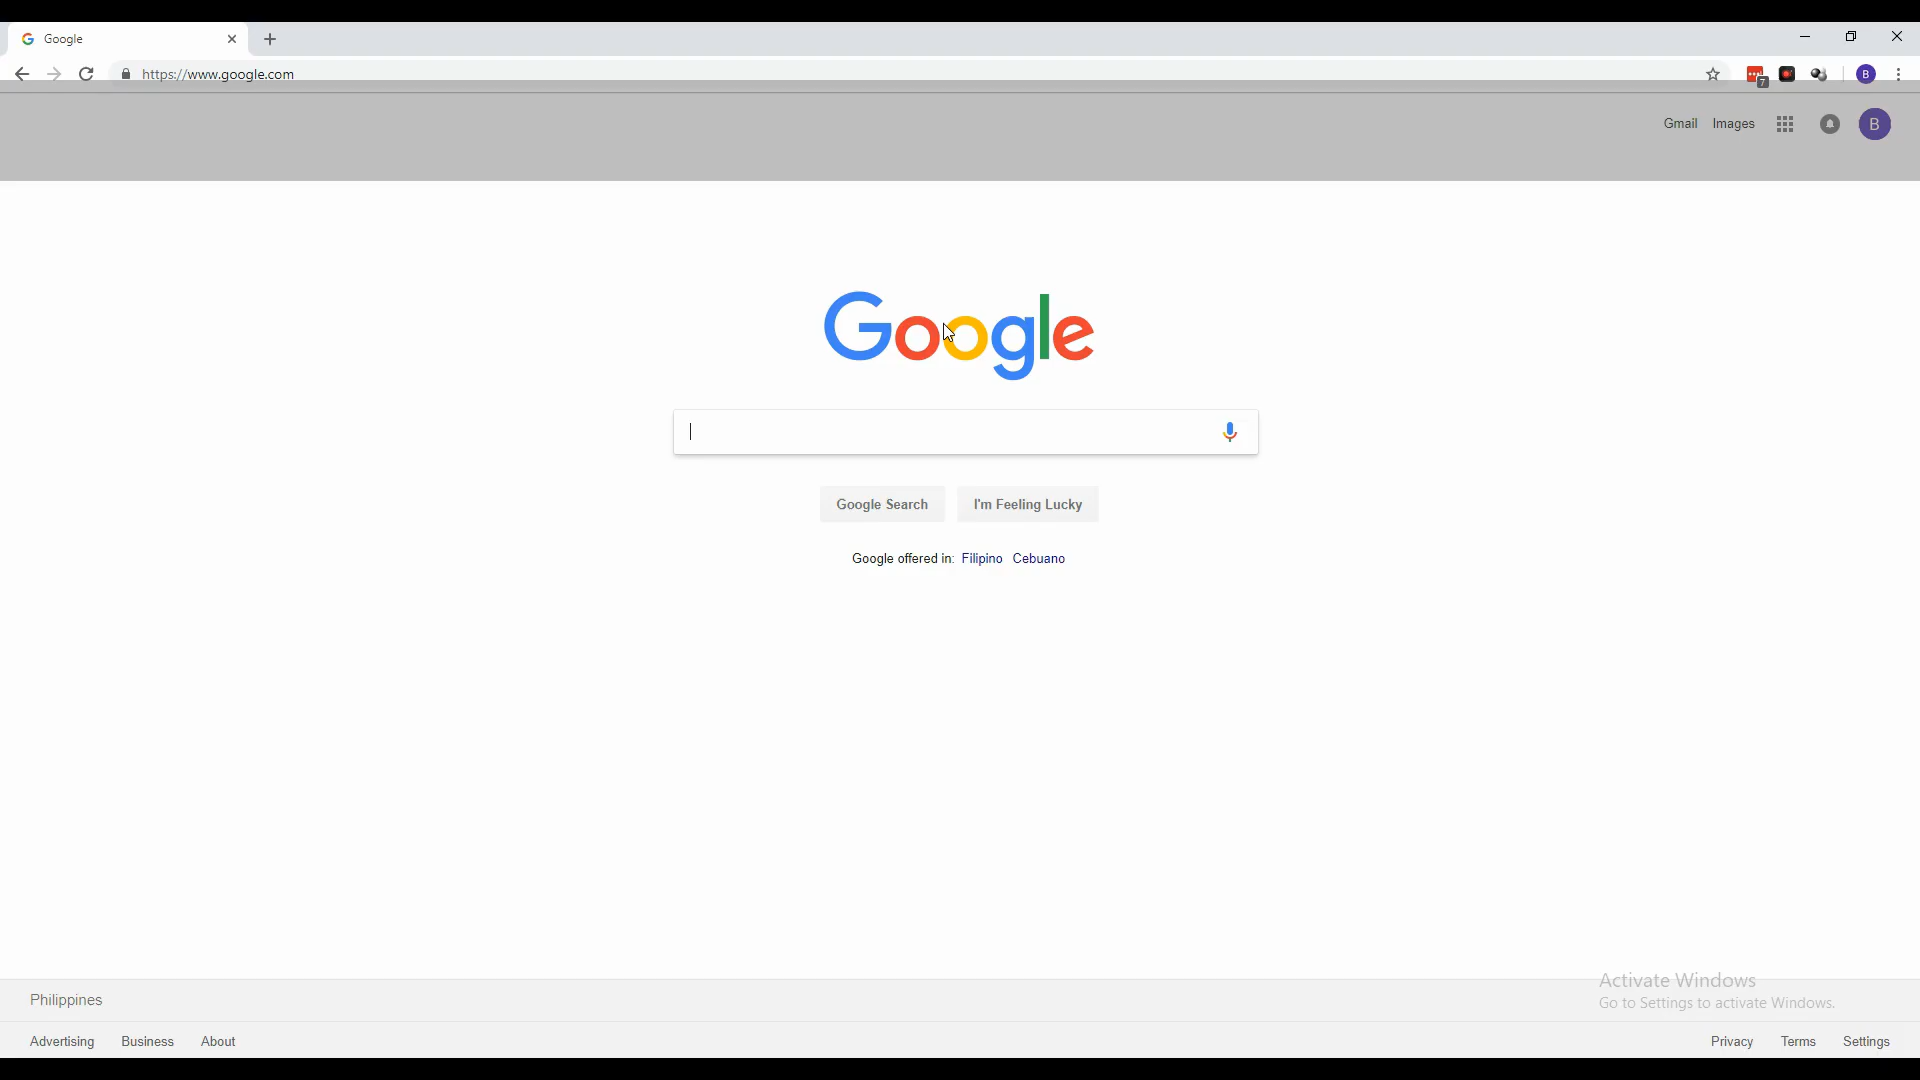 Google
https://www.google.com
7
B
Gmail Images
B
Google
Google Search I'm Feeling Lucky
Google offered in: Filipino Cebuano
Activate Windows
Go to Settings to activate Windows.
Philippines
Advertising Business About
Privacy Terms Settings